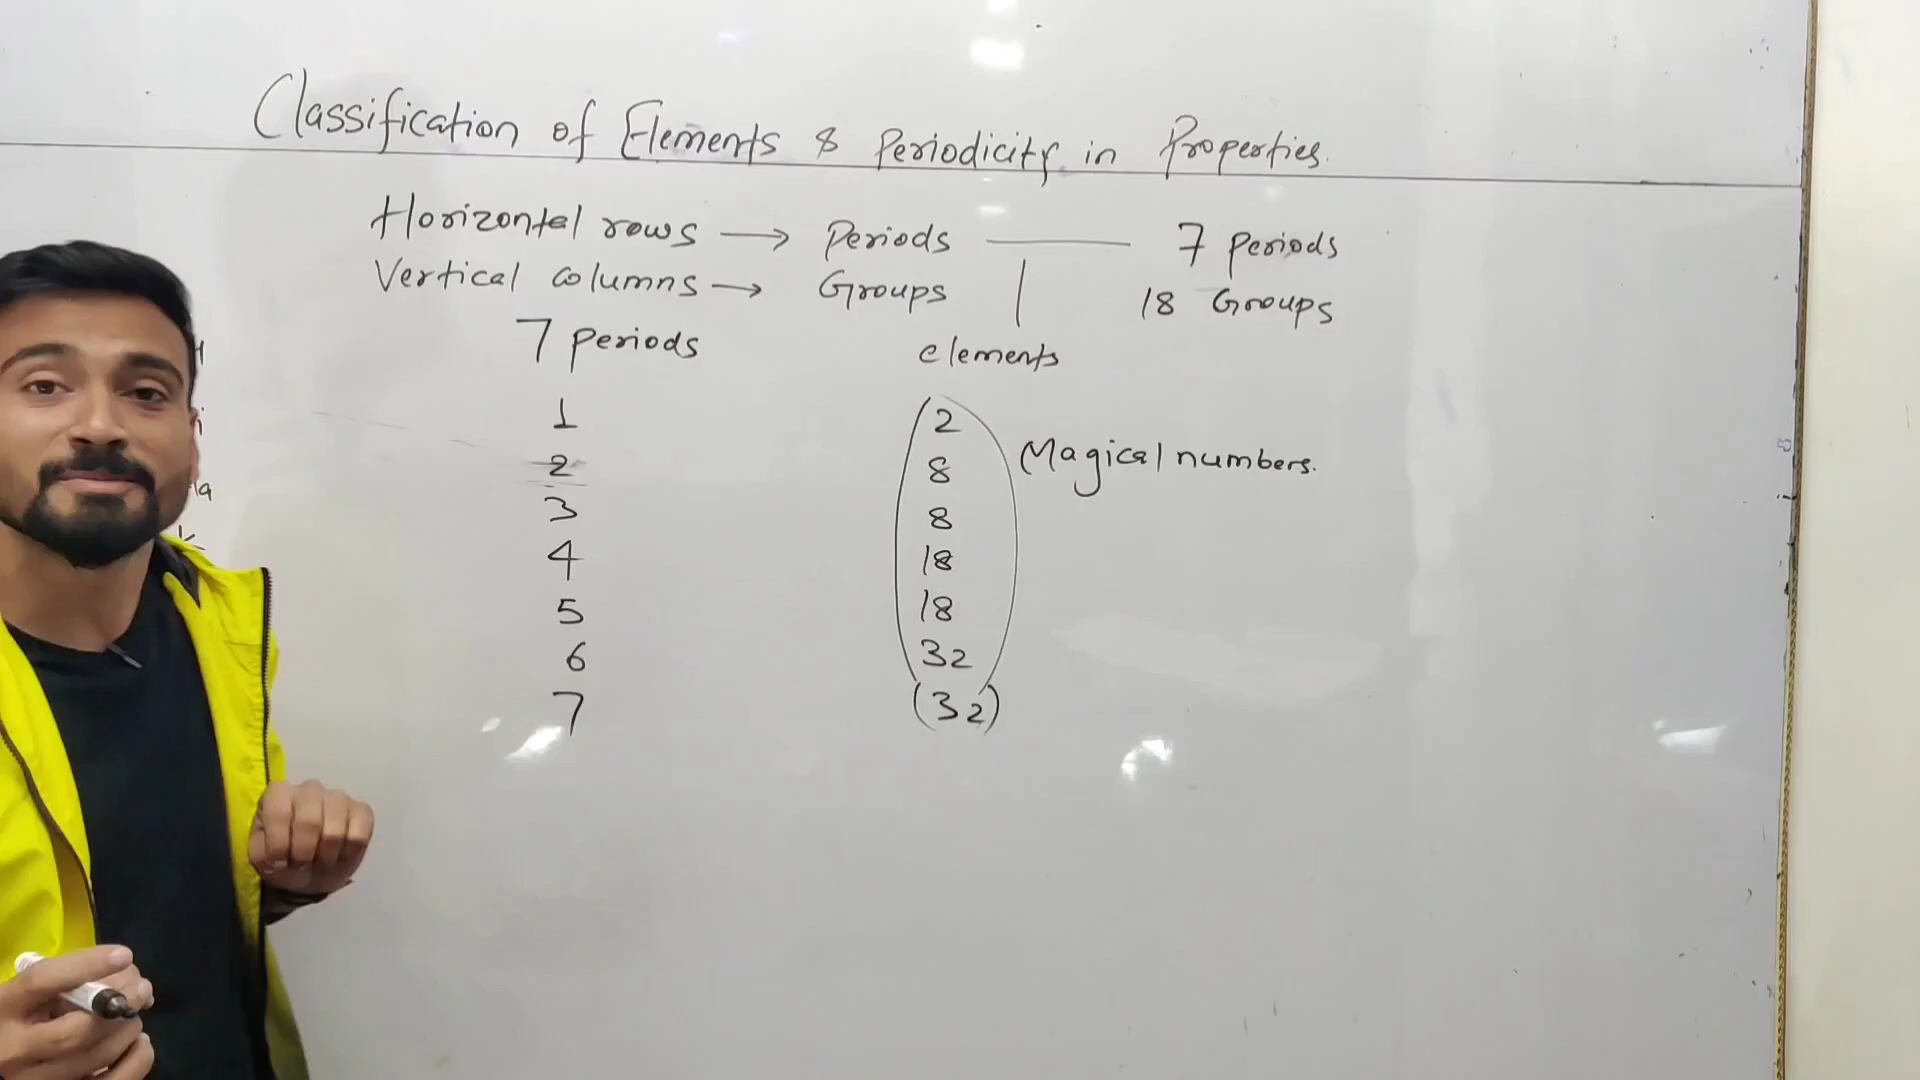 Classification of Elements & Periodicity in Properties.
Horizontal rows → Periods — 7 Periods
Vertical columns → Groups | 18 Groups
7 periods elements
1 2
2 8 Magical numbers.
3 8
4 18
5 18
6 32
7 (32)